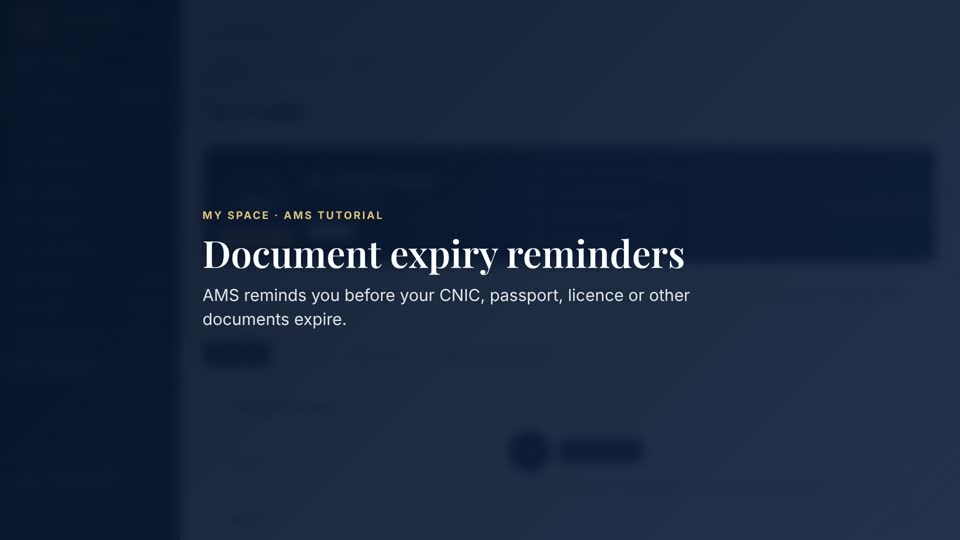 MY SPACE · AMS TUTORIAL
Document expiry reminders
AMS reminds you before your CNIC, passport, licence or other
documents expire.